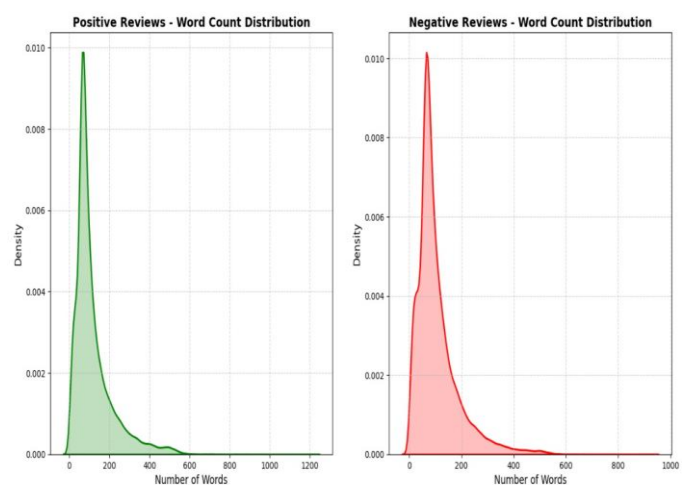 Positive Reviews - Word Count Distribution
Negative Reviews - Word Count Distribution
Density
0.010
0.008
0.006
0.004
0.002
0.000
0 200 400 600 800 1000 1200
Number of Words
Density
0.010
0.008
0.006
0.004
0.002
0.000
0 200 400 600 800 1000
Number of Words